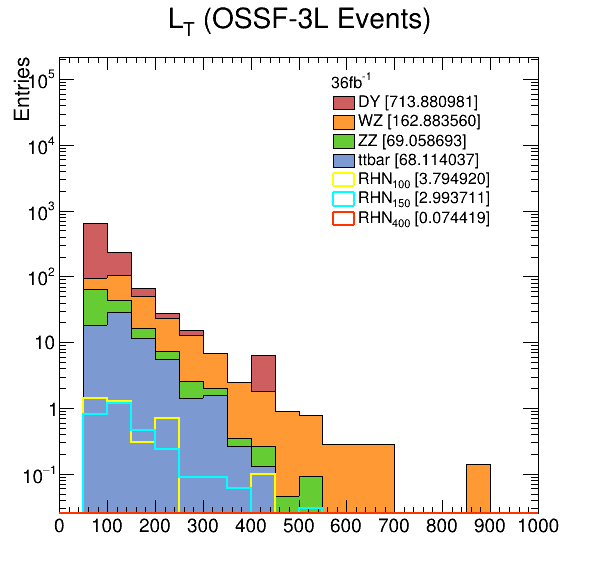 L_T (OSSF-3L Events)
Entries
36fb^-1
DY [713.880981]
WZ [162.883560]
ZZ [69.058693]
ttbar [68.114037]
RHN_100 [3.794920]
RHN_150 [2.993711]
RHN_400 [0.074419]
10^5
10^4
10^3
10^2
10
1
10^-1
0 100 200 300 400 500 600 700 800 900 1000